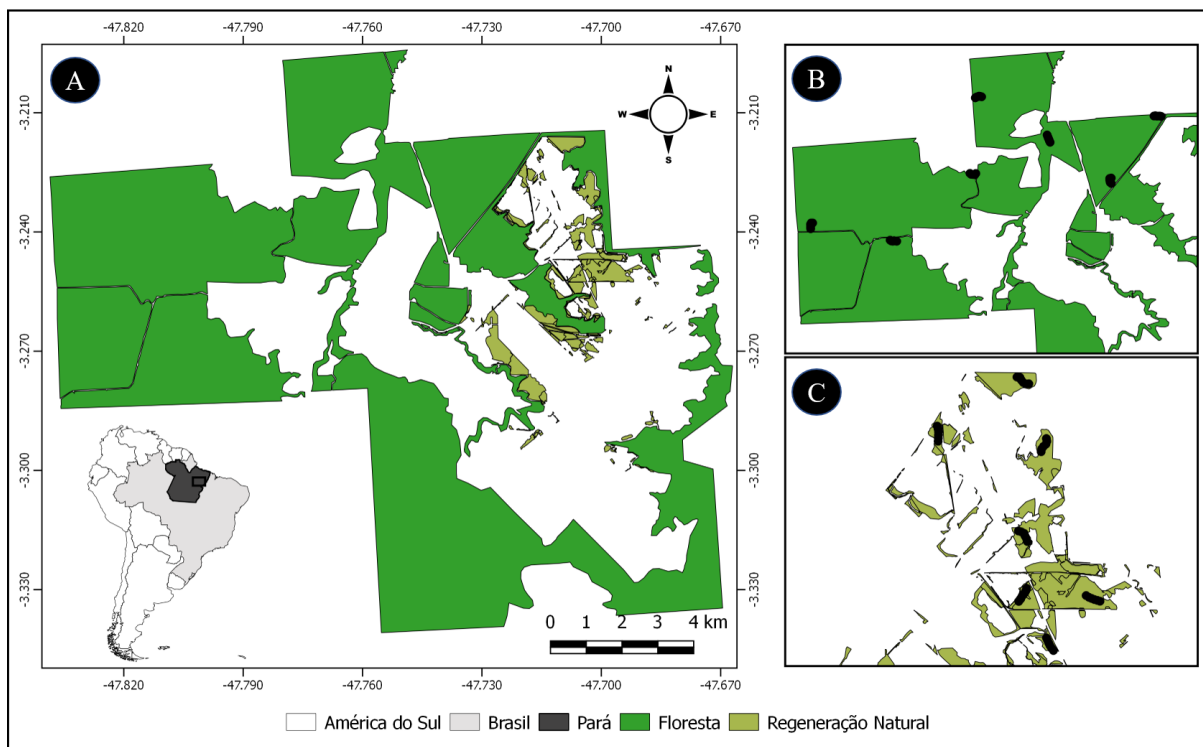 -47.820 -47.790 -47.760 -47.730 -47.700 -47.670
A
B
N
W E
S
-3.210 -3.210
-3.240 -3.240
-3.270 -3.270
C
-3.300 -3.300
-3.330 -3.330
0 1 2 3 4 km
-47.820 -47.790 -47.760 -47.730 -47.700 -47.670
América do Sul Brasil Pará Floresta Regeneração Natural